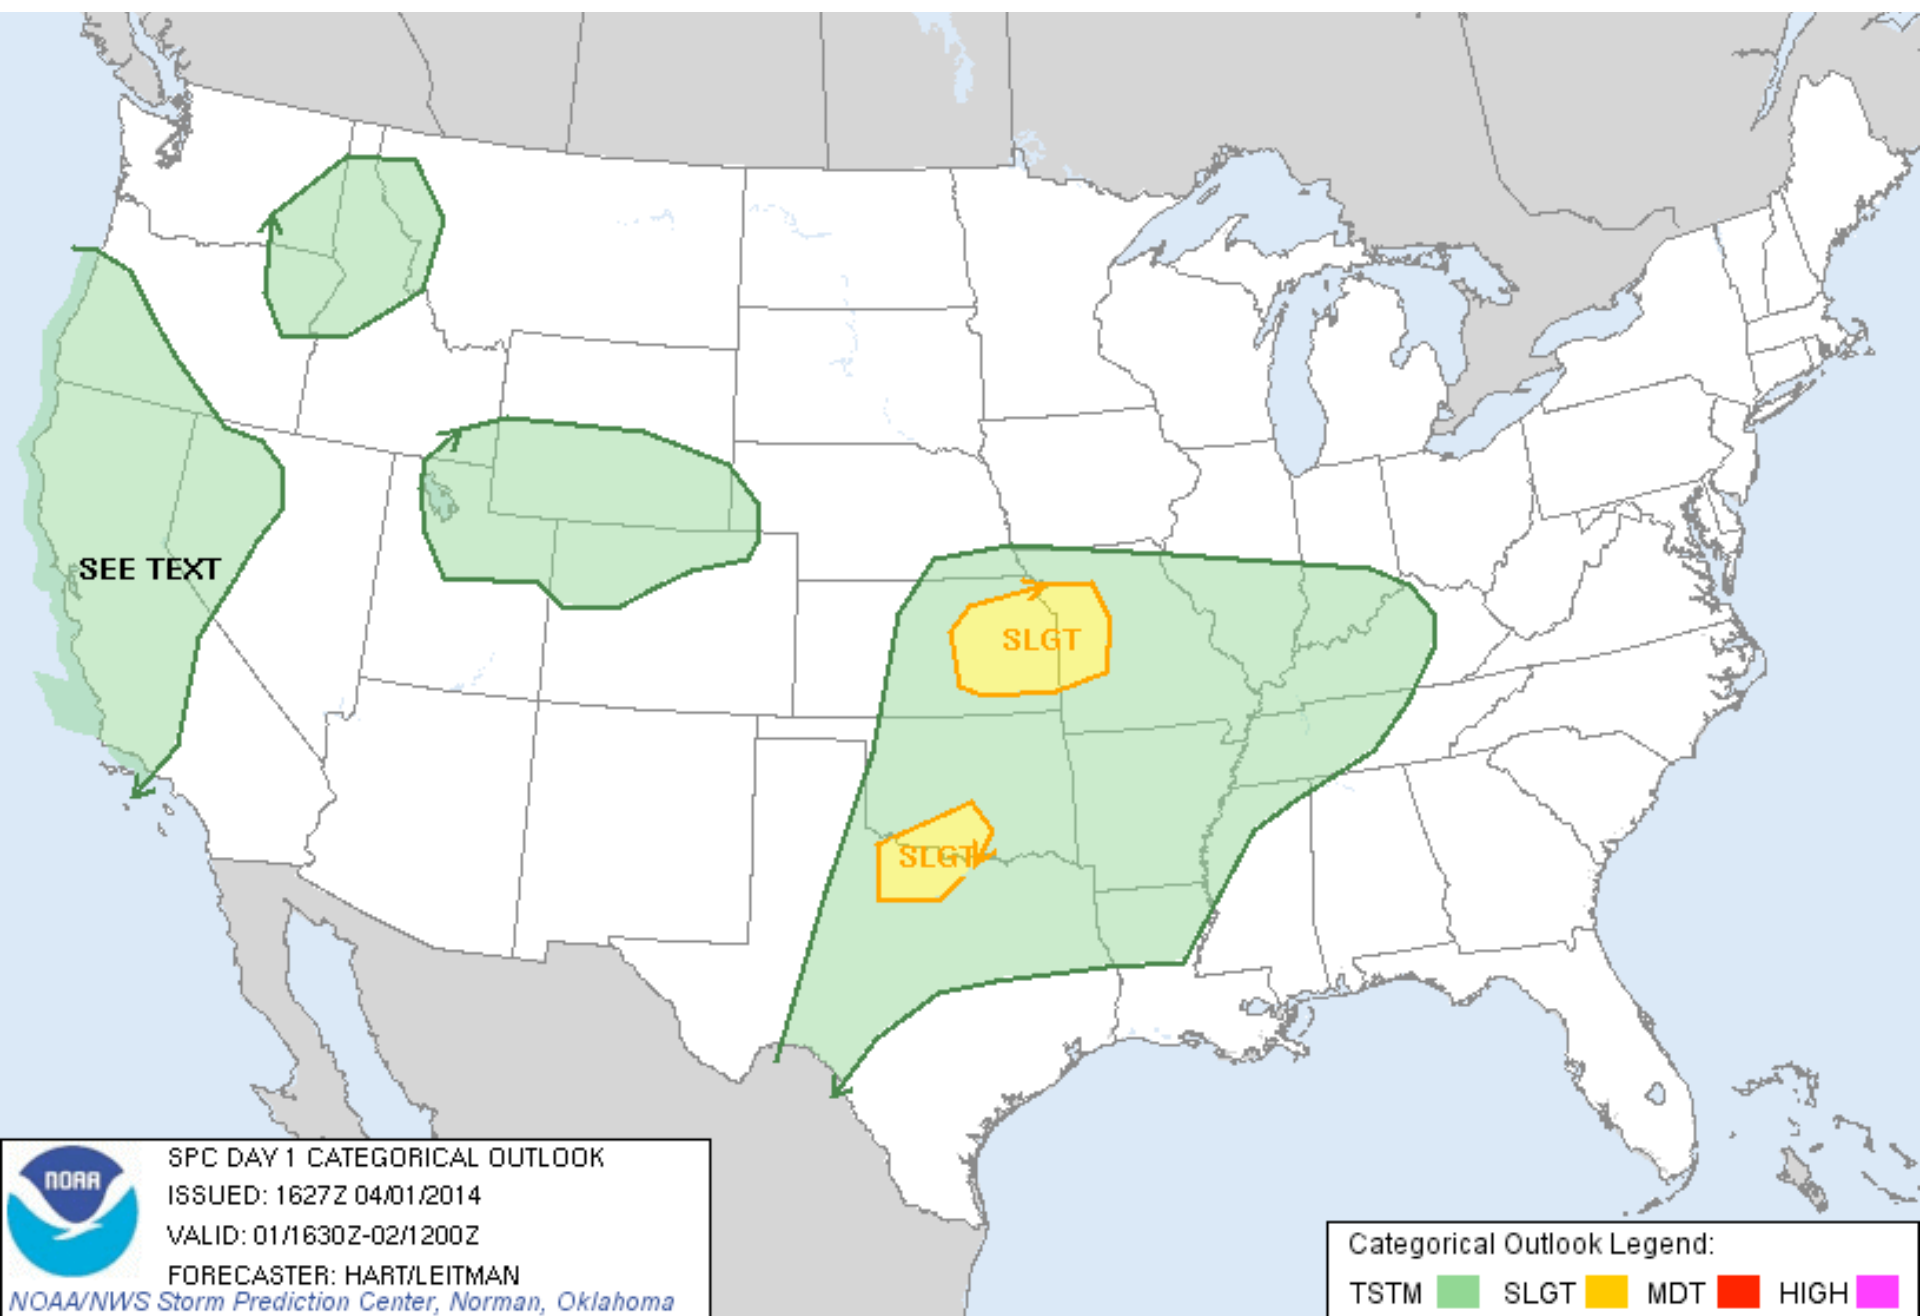 SEE TEXT
SLGT
SLGT
NOAA
SPC DAY 1 CATEGORICAL OUTLOOK
ISSUED: 1627Z 04/01/2014
VALID: 01/1630Z-02/1200Z
FORECASTER: HART/LEITMAN
NOAA/NWS Storm Prediction Center, Norman, Oklahoma
Categorical Outlook Legend:
TSTM SLGT MDT HIGH